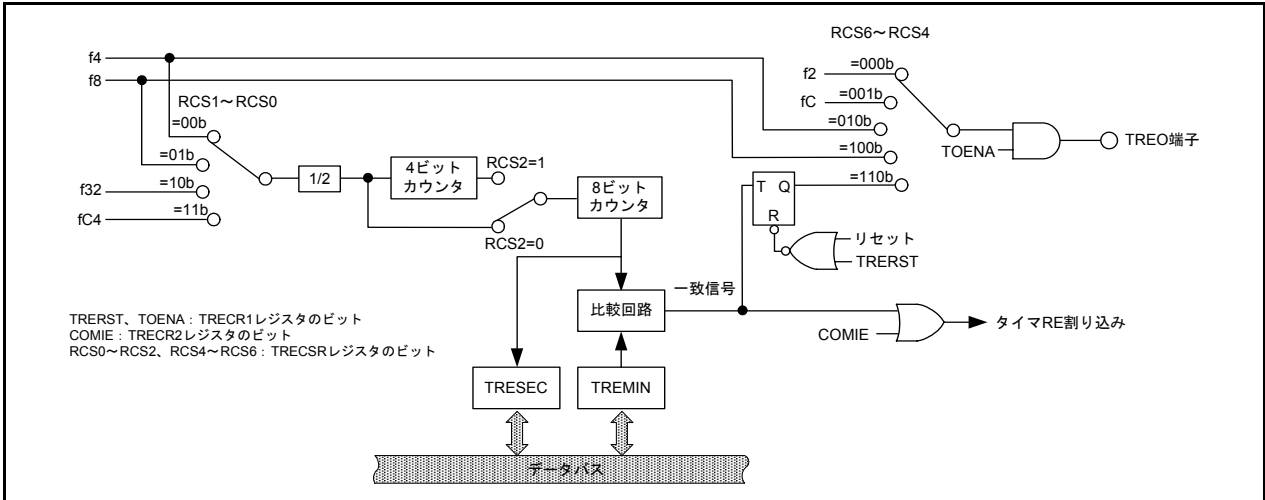 RCS6～RCS4
f4
f8
f2
=000b
fC
=001b
=010b
=100b
=110b
TOENA
TREO端子
RCS1～RCS0
=00b
=01b
f32
=10b
fC4
=11b
1/2
4ビット
カウンタ
RCS2=1
RCS2=0
8ビット
カウンタ
T Q
R
リセット
TRERST
比較回路
一致信号
COMIE
タイマRE割り込み
TRERST、TOENA：TRECR1レジスタのビット
COMIE：TRECR2レジスタのビット
RCS0～RCS2、RCS4～RCS6：TRECSRレジスタのビット
TRESEC
TREMIN
データバス